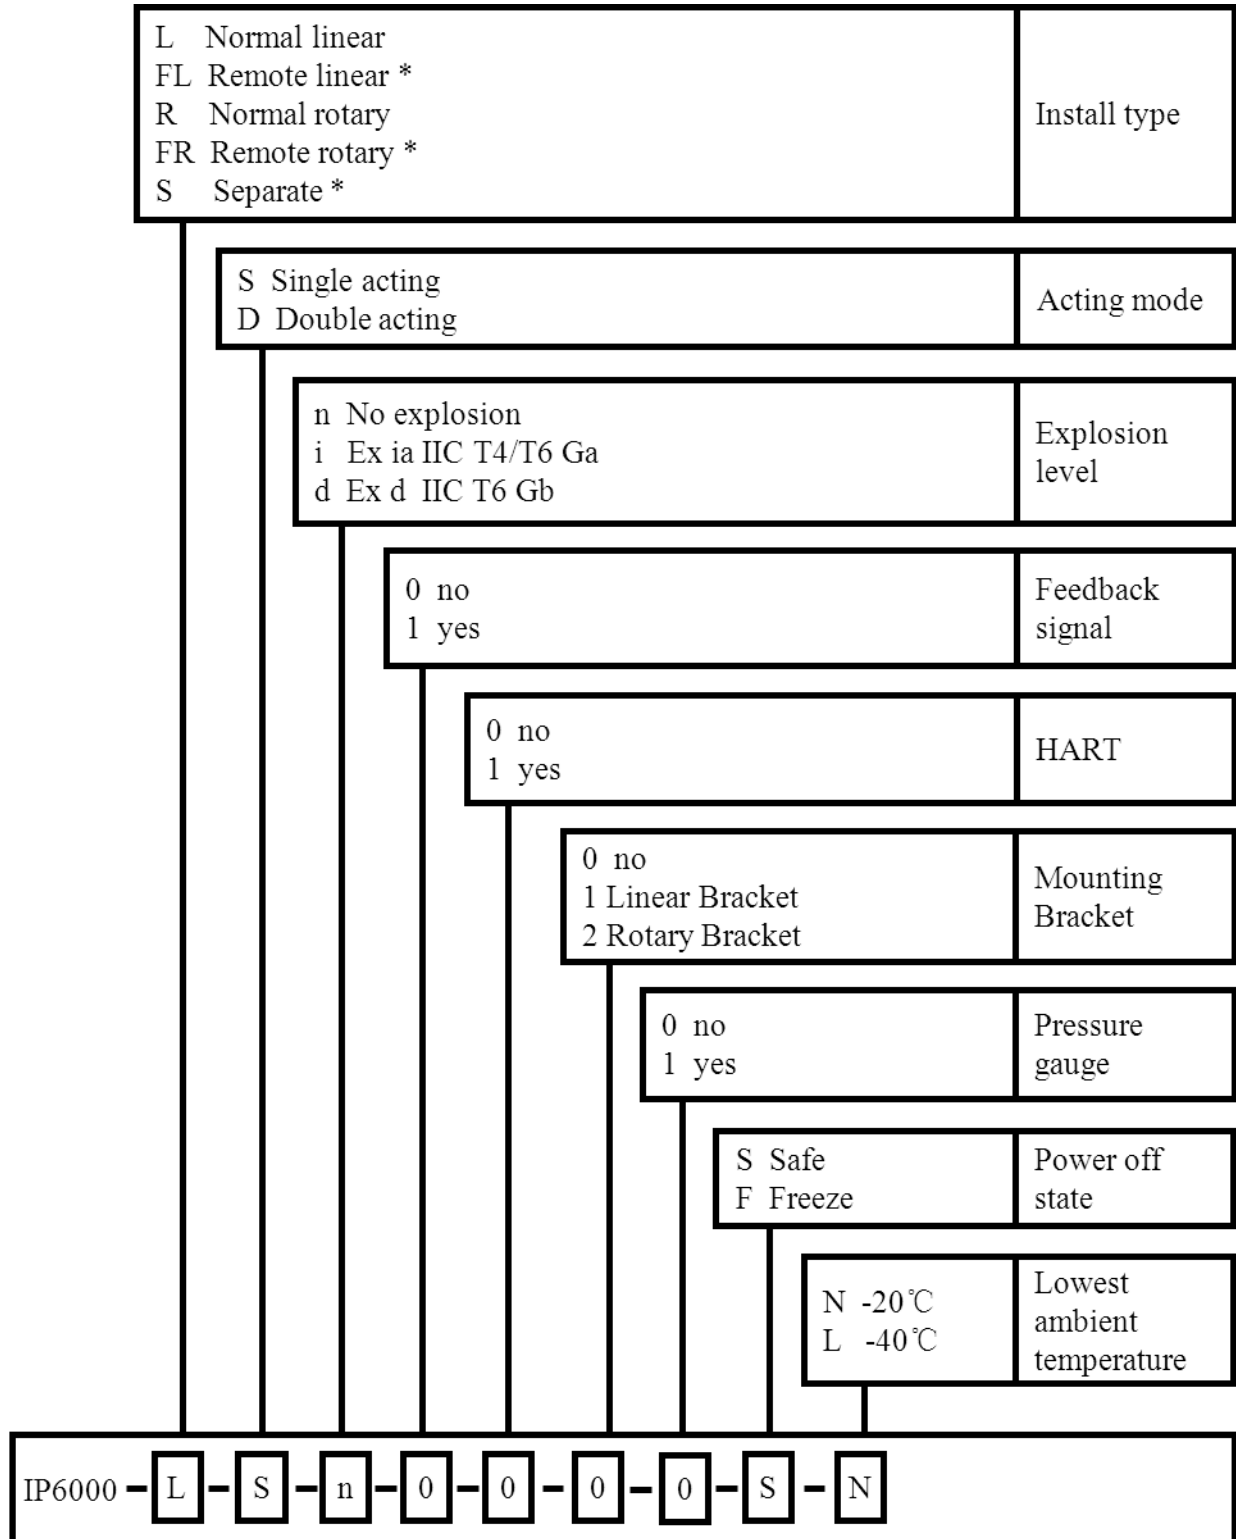 L Normal linear
FL Remote linear *
R Normal rotary
FR Remote rotary *
S Separate *
Install type
S Single acting
D Double acting
Acting mode
n No explosion
i Ex ia IIC T4/T6 Ga
d Ex d IIC T6 Gb
Explosion
level
0 no
1 yes
Feedback
signal
0 no
1 yes
HART
0 no
1 Linear Bracket
2 Rotary Bracket
Mounting
Bracket
0 no
1 yes
Pressure
gauge
S Safe
F Freeze
Power off
state
N -20℃
L -40℃
Lowest
ambient
temperature
IP6000 - L - S - n - 0 - 0 - 0 - 0 - S - N